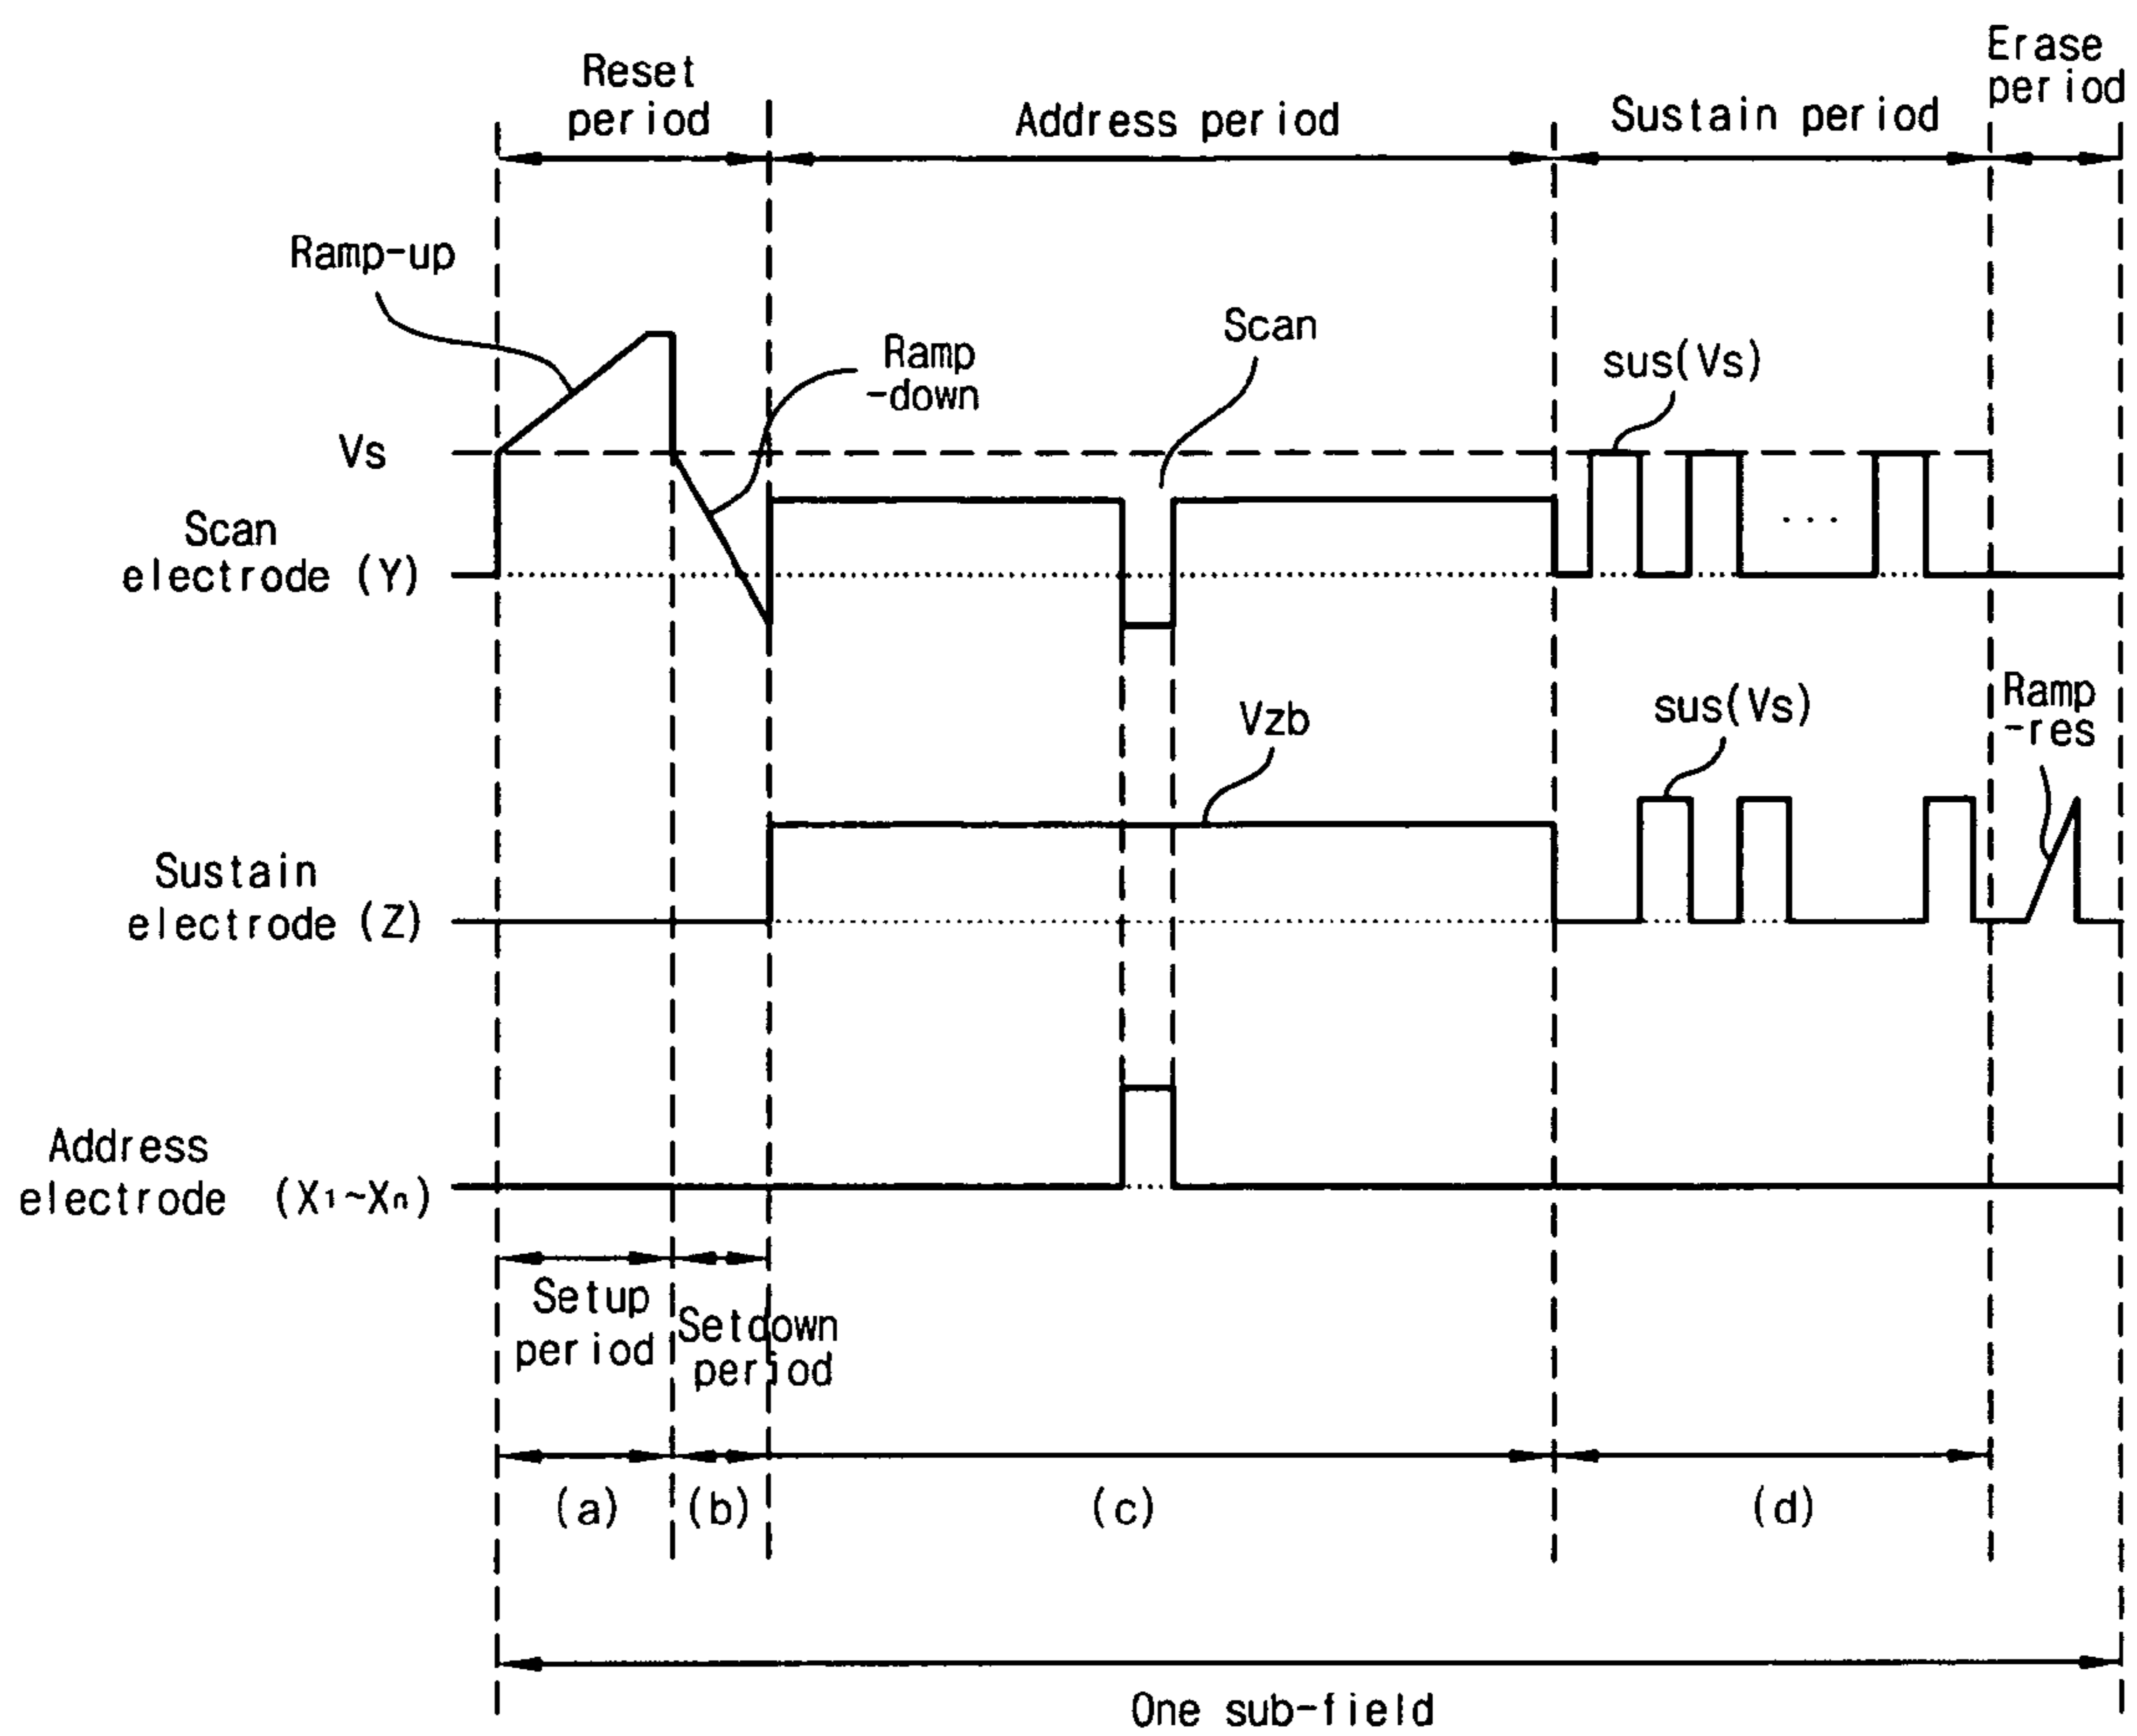 Reset
period
Address period
Sustain period
Erase
period
Ramp-up
Ramp
-down
Scan
sus(Vs)
Vs
Scan
electrode (Y)
...
Vzb
sus(Vs)
Ramp
-res
Sustain
electrode (Z)
Address
electrode (X1~Xn)
Setup
period
Setdown
period
(a)
(b)
(c)
(d)
One sub-field